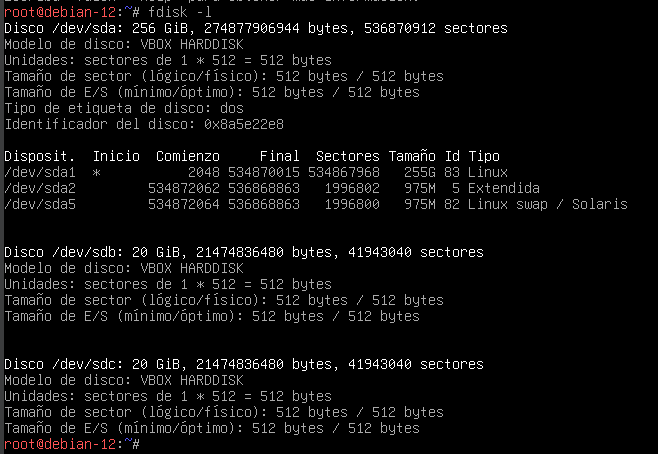 root@debian-12:~# fdisk -l
Disco /dev/sda: 256 GiB, 274877906944 bytes, 536870912 sectores
Modelo de disco: VBOX HARDDISK
Unidades: sectores de 1 * 512 = 512 bytes
Tamaño de sector (lógico/físico): 512 bytes / 512 bytes
Tamaño de E/S (mínimo/óptimo): 512 bytes / 512 bytes
Tipo de etiqueta de disco: dos
Identificador del disco: 0x8a5e22e8
Disposit. Inicio Comienzo Final Sectores Tamaño Id Tipo
/dev/sda1 * 2048 534870015 534867968 255G 83 Linux
/dev/sda2 534872062 536868863 1996802 975M 5 Extendida
/dev/sda5 534872064 536868863 1996800 975M 82 Linux swap / Solaris
Disco /dev/sdb: 20 GiB, 21474836480 bytes, 41943040 sectores
Modelo de disco: VBOX HARDDISK
Unidades: sectores de 1 * 512 = 512 bytes
Tamaño de sector (lógico/físico): 512 bytes / 512 bytes
Tamaño de E/S (mínimo/óptimo): 512 bytes / 512 bytes
Disco /dev/sdc: 20 GiB, 21474836480 bytes, 41943040 sectores
Modelo de disco: VBOX HARDDISK
Unidades: sectores de 1 * 512 = 512 bytes
Tamaño de sector (lógico/físico): 512 bytes / 512 bytes
Tamaño de E/S (mínimo/óptimo): 512 bytes / 512 bytes
root@debian-12:~#